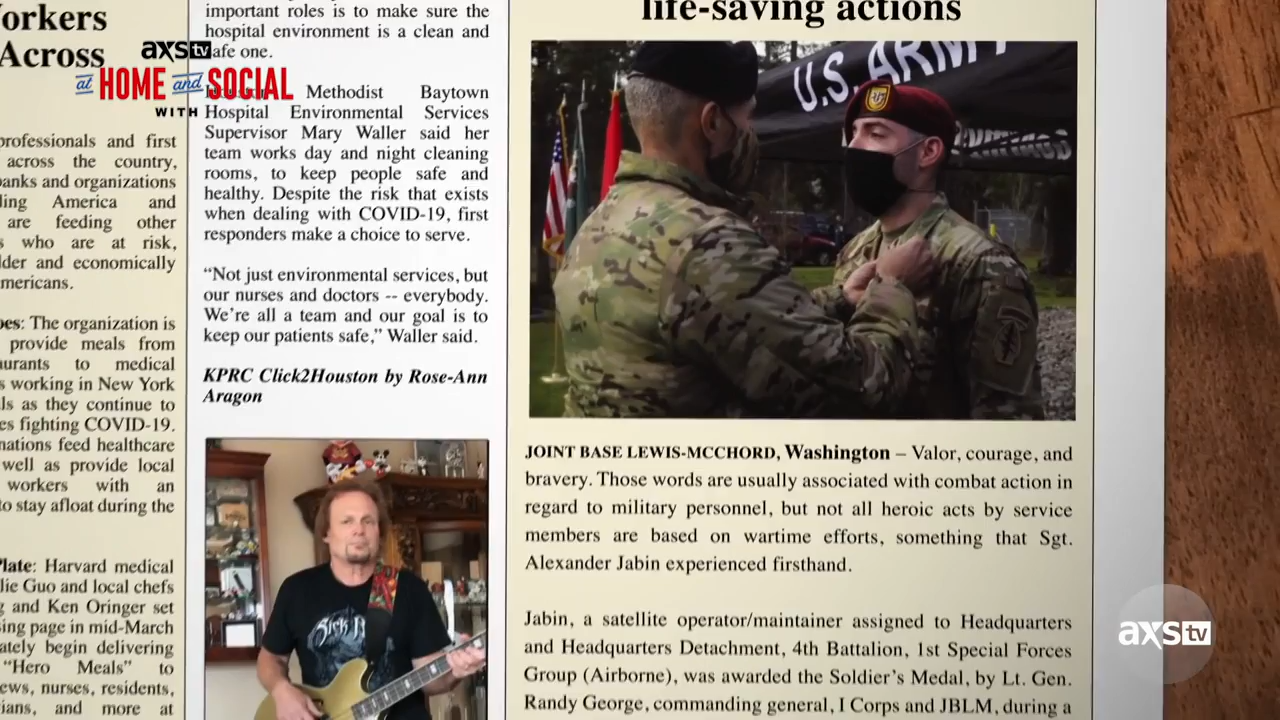 orkers
Across
professionals and first
across the country,
banks and organizations
ling America and
are feeding other
s who are at risk,
lder and economically
mericans.
pes: The organization is
provide meals from
aurants to medical
s working in New York
ls as they continue to
es fighting COVID-19.
nations feed healthcare
well as provide local
workers with an
to stay afloat during the
Plate: Harvard medical
lie Guo and local chefs
g and Ken Oringer set
sing page in mid-March
ately begin delivering
"Hero Meals" to
ews, nurses, residents,
ians, and more at
axs tv
at HOME and SOCIAL
WITH
important roles is to make sure the
hospital environment is a clean and
afe one.
Methodist Baytown
Hospital Environmental Services
Supervisor Mary Waller said her
team works day and night cleaning
rooms, to keep people safe and
healthy. Despite the risk that exists
when dealing with COVID-19, first
responders make a choice to serve.
“Not just environmental services, but
our nurses and doctors -- everybody.
We're all a team and our goal is to
keep our patients safe,” Waller said.
KPRC Click2Houston by Rose-Ann
Aragon
life-saving actions
U.S. ARMY
JOINT BASE LEWIS-MCCHORD, Washington – Valor, courage, and
bravery. Those words are usually associated with combat action in
regard to military personnel, but not all heroic acts by service
members are based on wartime efforts, something that Sgt.
Alexander Jabin experienced firsthand.
Jabin, a satellite operator/maintainer assigned to Headquarters
and Headquarters Detachment, 4th Battalion, 1st Special Forces
Group (Airborne), was awarded the Soldier's Medal, by Lt. Gen.
Randy George, commanding general, I Corps and JBLM, during a
axs tv